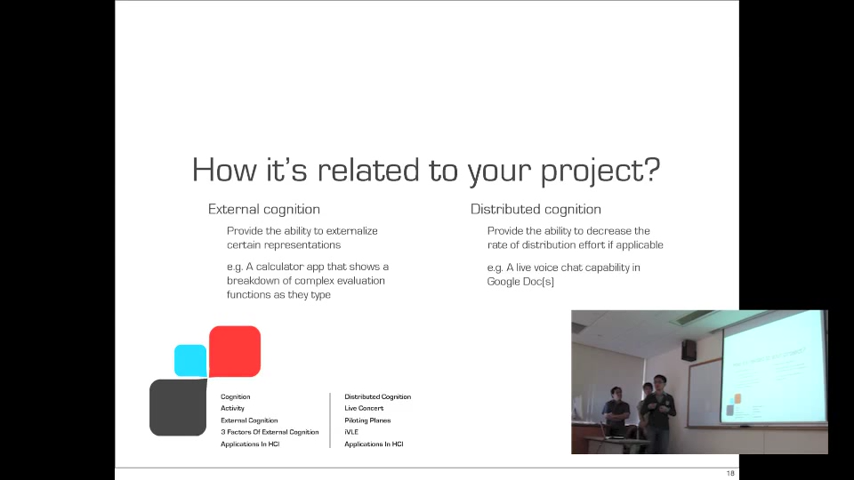 How it's related to your project?
External cognition
Provide the ability to externalize
certain representations
e.g. A calculator app that shows a
breakdown of complex evaluation
functions as they type
Distributed cognition
Provide the ability to decrease the
rate of distribution effort if applicable
e.g. A live voice chat capability in
Google Doc[s]
Cognition
Activity
External Cognition
3 Factors Of External Cognition
Applications In HCI
Distributed Cognition
Live Concert
Piloting Planes
iVLE
Applications In HCI
18